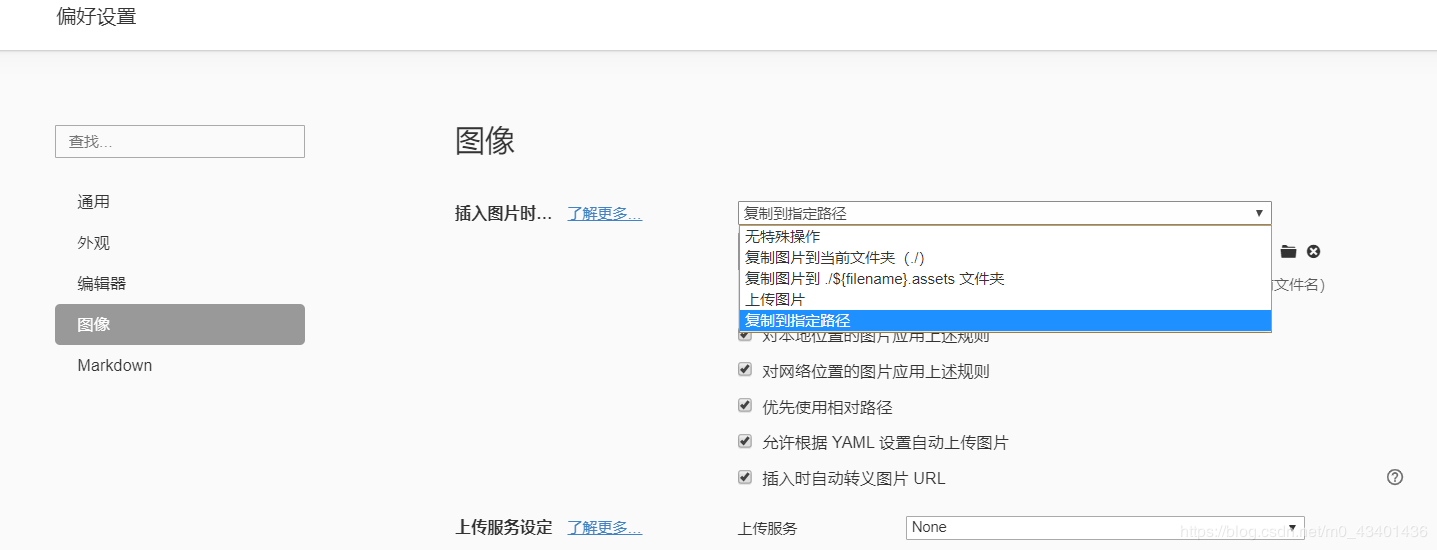 偏好设置
查找...
通用
外观
编辑器
图像
Markdown
图像
插入图片时... 了解更多... 复制到指定路径
无特殊操作
复制图片到当前文件夹（./）
复制图片到 ./${filename}.assets 文件夹
文件名）
上传图片
复制到指定路径
对本地位置的图片应用上述规则
对网络位置的图片应用上述规则
优先使用相对路径
允许根据 YAML 设置自动上传图片
插入时自动转义图片 URL
上传服务设定 了解更多... 上传服务 None
https://blog.csdn.net/m0_43401436